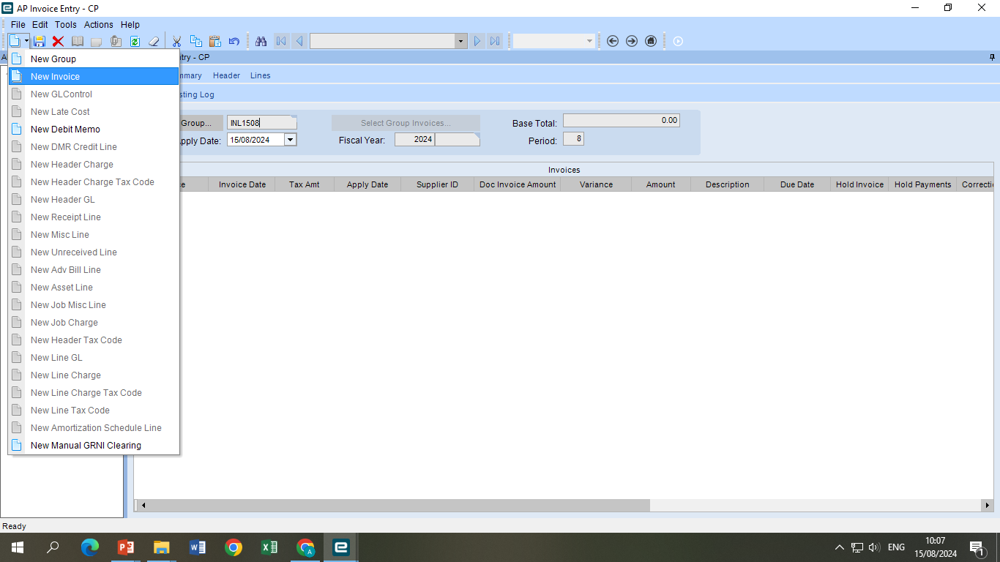 AP Invoice Entry - CP
File Edit Tools Actions Help
try - CP
New Group
New Invoice
New GLControl
New Late Cost
New Debit Memo
New DMR Credit Line
New Header Charge
New Header Charge Tax Code
New Header GL
New Receipt Line
New Misc Line
New Unreceived Line
New Adv Bill Line
New Asset Line
New Job Misc Line
New Job Charge
New Header Tax Code
New Line GL
New Line Charge
New Line Charge Tax Code
New Line Tax Code
New Amortization Schedule Line
New Manual GRNI Clearing
mmary Header Lines
sting Log
Group... INL1508 Select Group Invoices... Base Total: 0.00
pply Date: 15/08/2024 Fiscal Year: 2024 Period: 8
Invoices
ce Invoice Date Tax Amt Apply Date Supplier ID Doc Invoice Amount Variance Amount Description Due Date Hold Invoice Hold Payments Correcti
Ready
ENG
10:07
15/08/2024
1